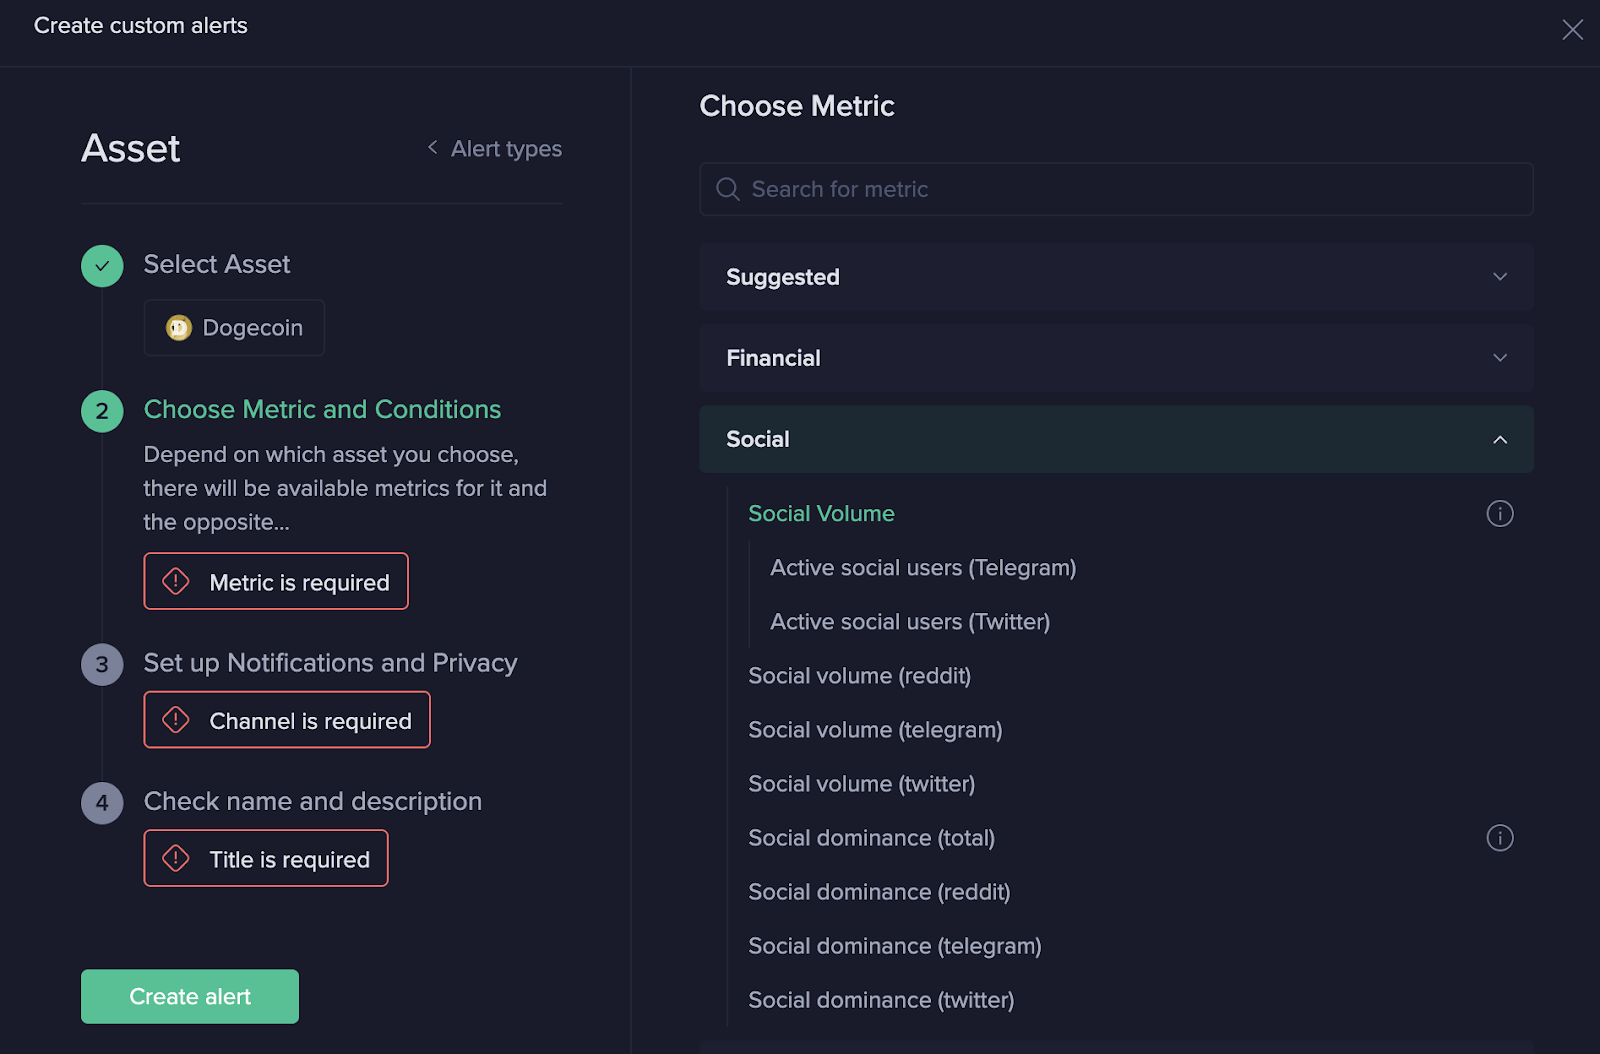 Create custom alerts
Asset
Alert types
Select Asset
Dogecoin
2
Choose Metric and Conditions
Depend on which asset you choose,
there will be available metrics for it and
the opposite...
Metric is required
3
Set up Notifications and Privacy
Channel is required
4
Check name and description
Title is required
Create alert
Choose Metric
Search for metric
Suggested
Financial
Social
Social Volume
Active social users (Telegram)
Active social users (Twitter)
Social volume (reddit)
Social volume (telegram)
Social volume (twitter)
Social dominance (total)
Social dominance (reddit)
Social dominance (telegram)
Social dominance (twitter)